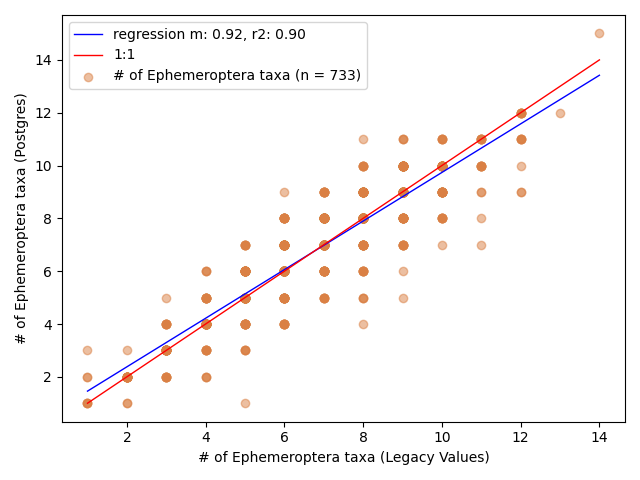 regression m: 0.92, r2: 0.90
1:1
# of Ephemeroptera taxa (n = 733)
# of Ephemeroptera taxa (Postgres)
14
12
10
8
6
4
2
2 4 6 8 10 12 14
# of Ephemeroptera taxa (Legacy Values)